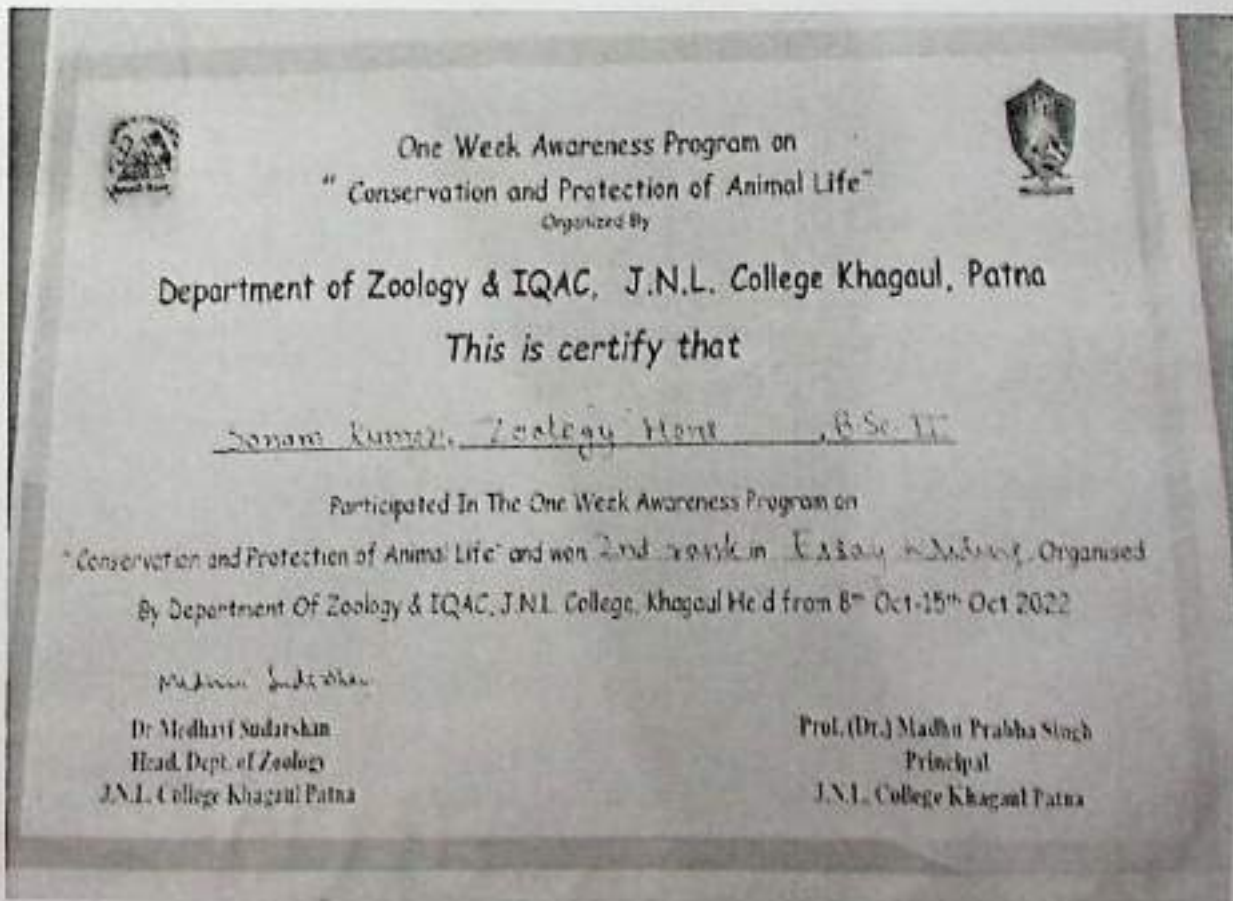 One Week Awareness Program on
" Conservation and Protection of Animal Life"
Organized By
Department of Zoology & IQAC, J.N.L. College Khagaul, Patna
This is certify that
Sonam Kumari, Zoology Hons , B.Sc. II
Participated In The One Week Awareness Program on
"Conservation and Protection of Animal Life" and won 2nd rank in Essay writing Organised
By Department Of Zoology & IQAC, J.N.L. College, Khagaul Held from 8th Oct-15th Oct 2022
Dr Medhavi Sudarshan
Head, Dept. of Zoology
J.N.L. College Khagaul Patna
Prof. (Dr.) Madhu Prabha Singh
Principal
J.N.L. College Khagaul Patna